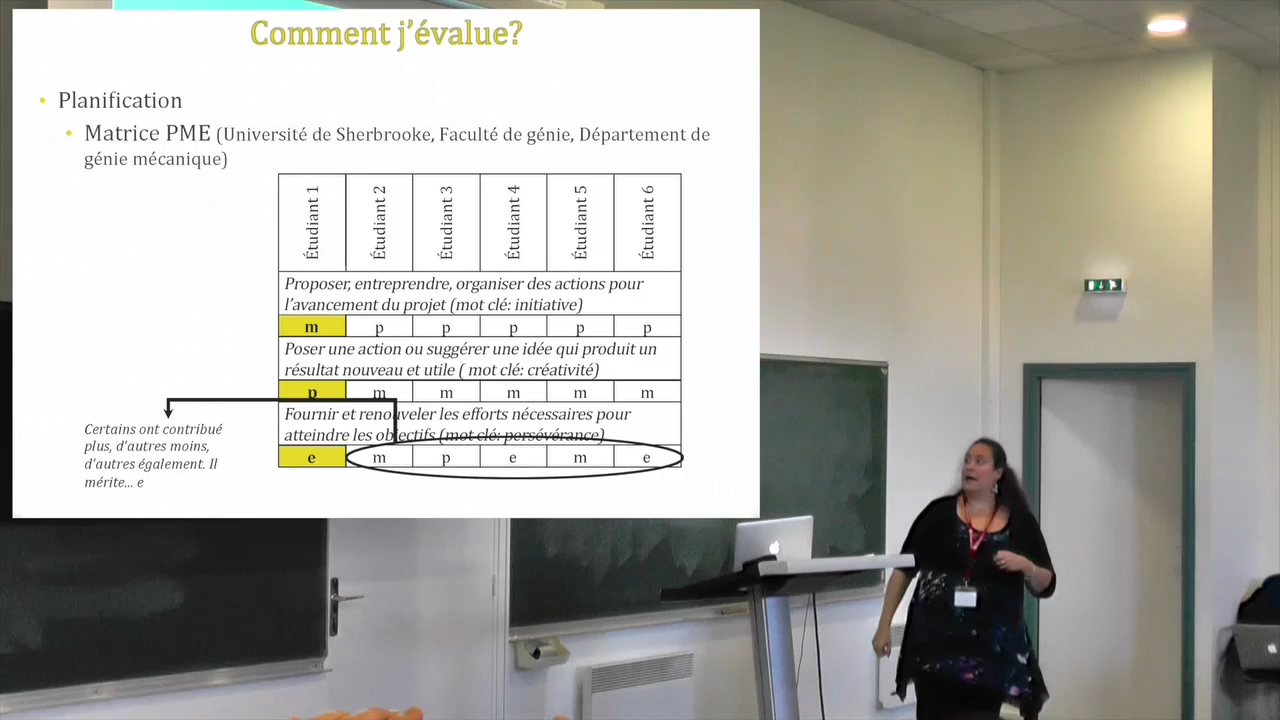 Comment j'évalue?
• Planification
• Matrice PME (Université de Sherbrooke, Faculté de génie, Département de
génie mécanique)
Étudiant 1 Étudiant 2 Étudiant 3 Étudiant 4 Étudiant 5 Étudiant 6
Proposer, entreprendre, organiser des actions pour
l'avancement du projet (mot clé: initiative)
m p p p p p
Poser une action ou suggérer une idée qui produit un
résultat nouveau et utile ( mot clé: créativité)
p m m m m m
Fournir et renouveler les efforts nécessaires pour
atteindre les objectifs (mot clé: persévérance)
e m p e m e
Certains ont contribué
plus, d'autres moins,
d'autres également. Il
mérite... e